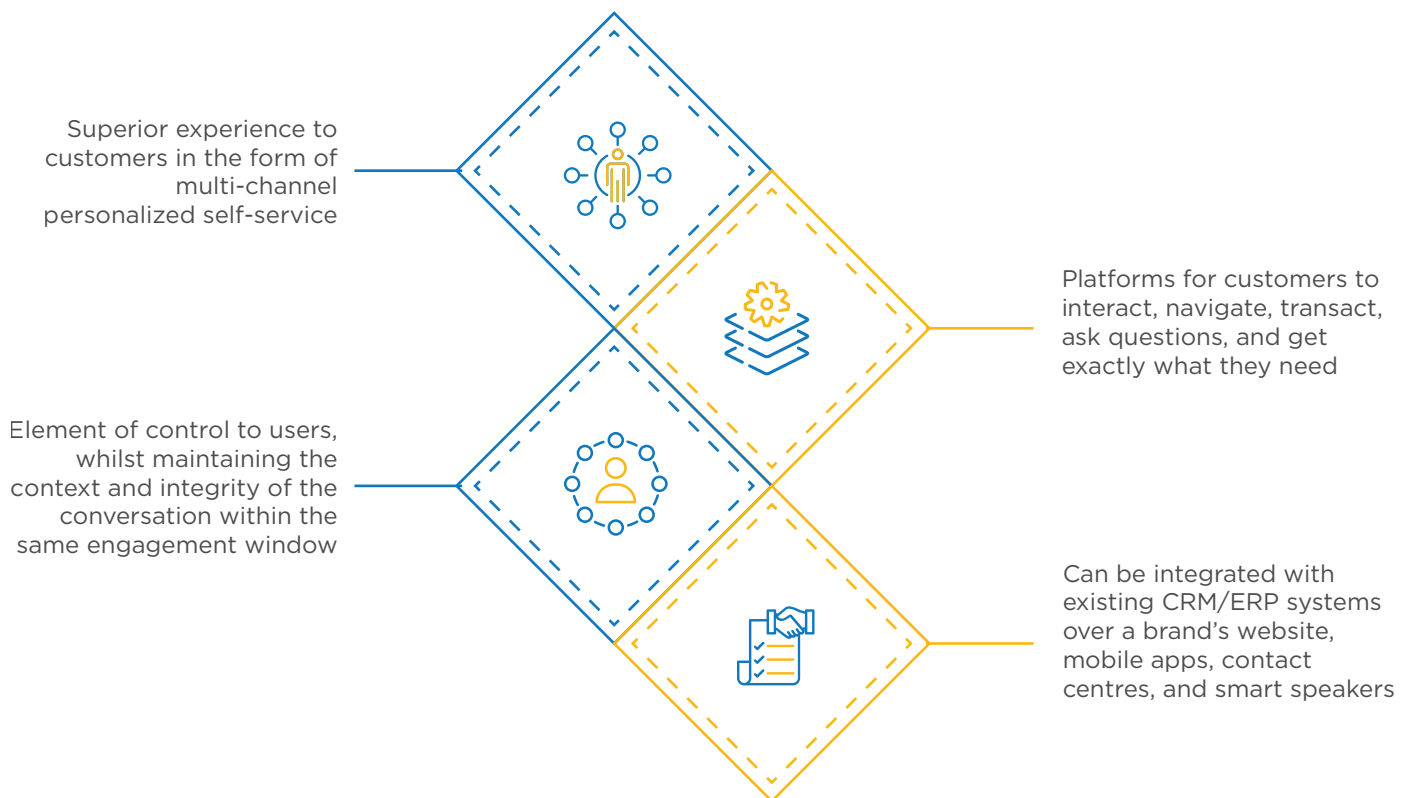 Superior experience to
customers in the form of
multi-channel
personalized self-service
Platforms for customers to
interact, navigate, transact,
ask questions, and get
exactly what they need
Element of control to users,
whilst maintaining the
context and integrity of the
conversation within the
same engagement window
Can be integrated with
existing CRM/ERP systems
over a brand’s website,
mobile apps, contact
centres, and smart speakers